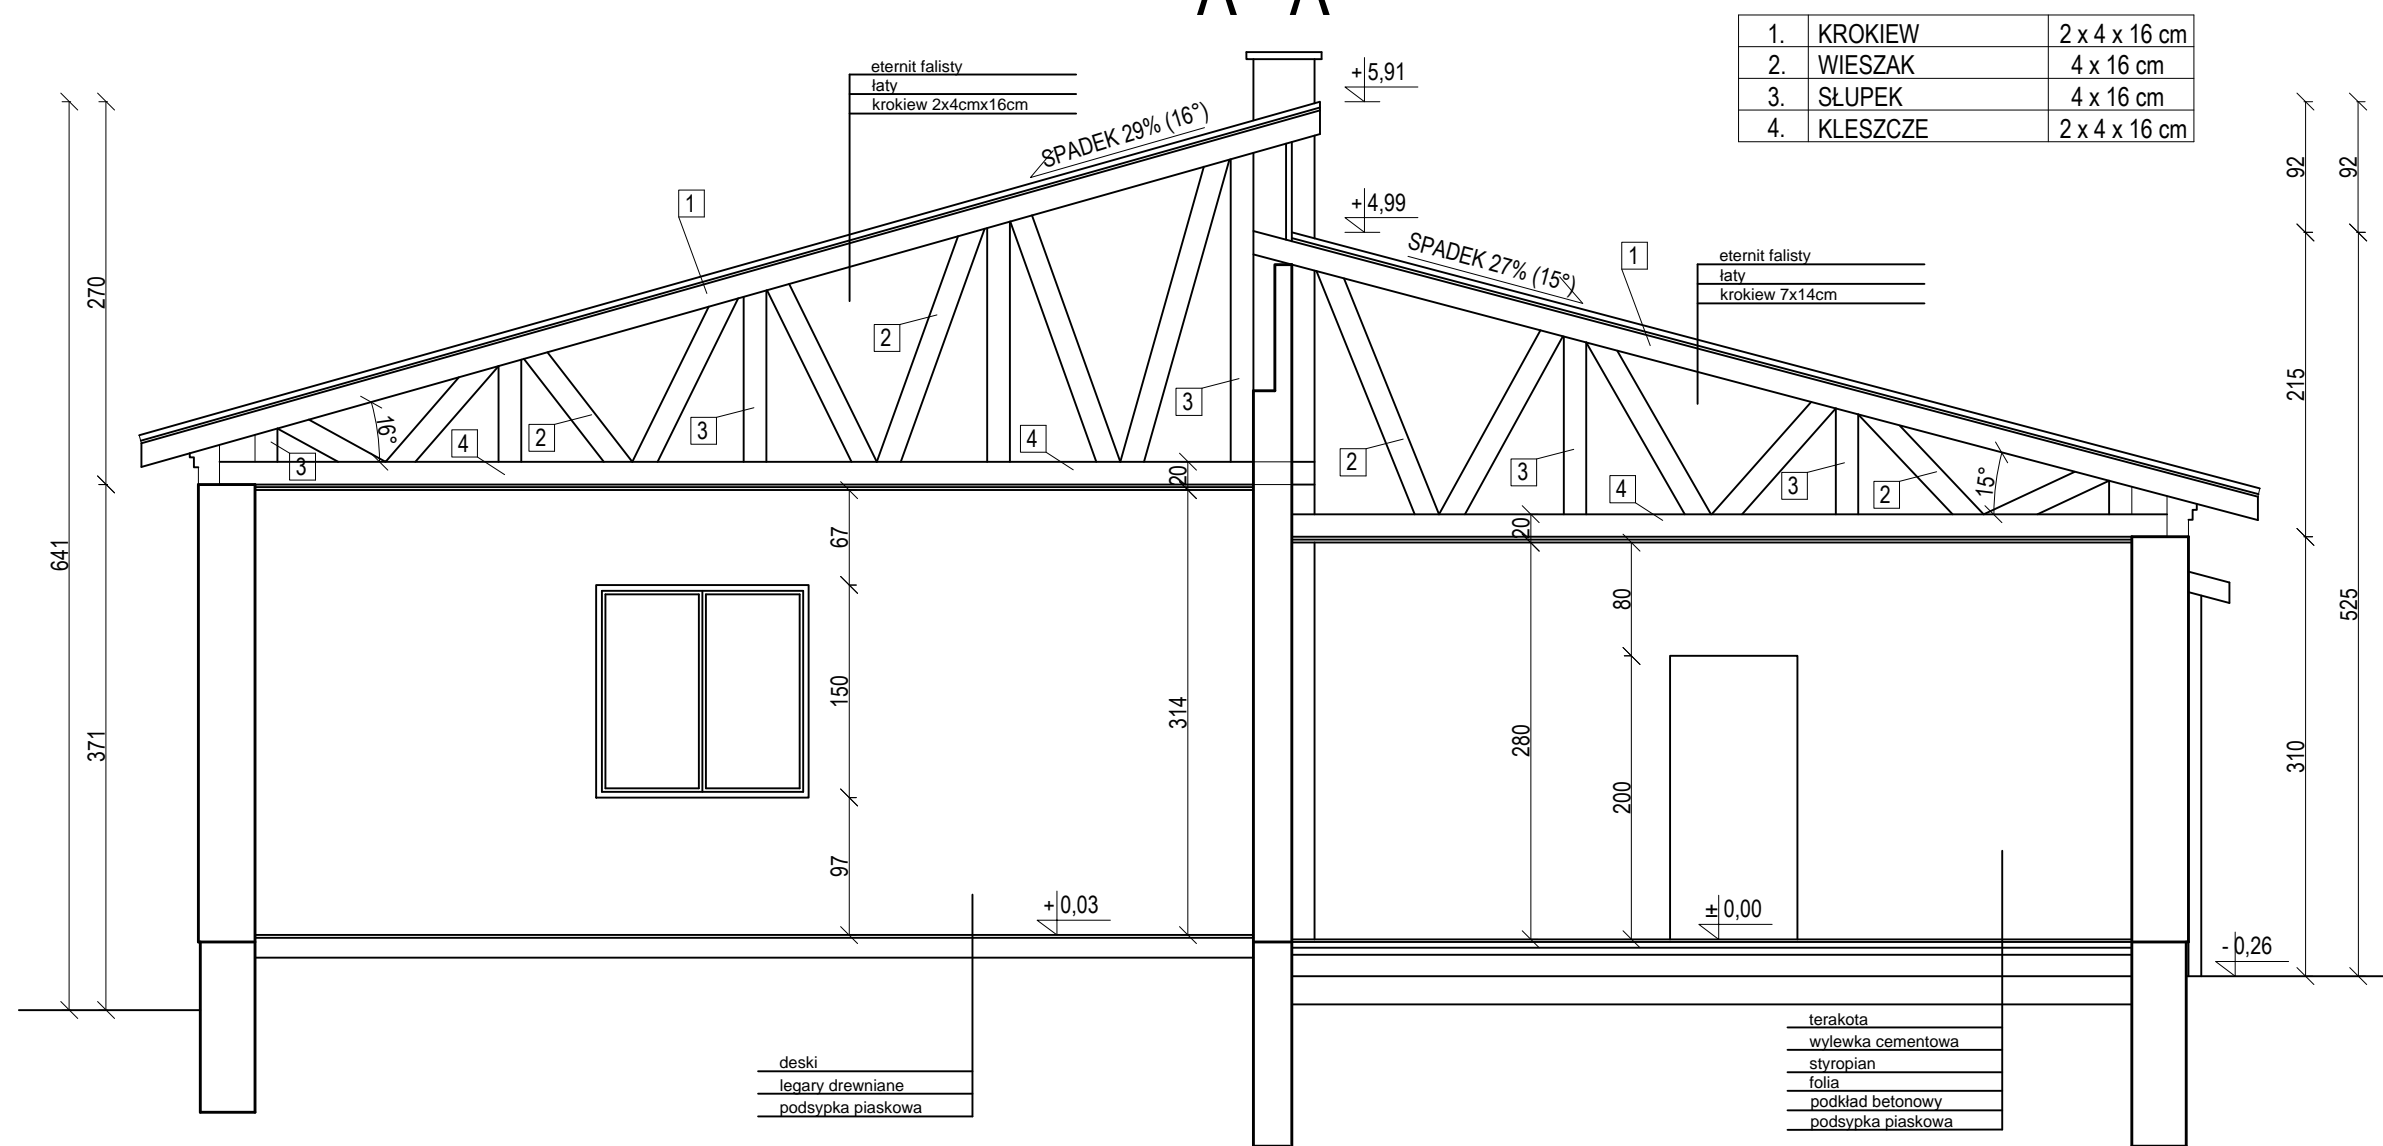 A - A
1. KROKIEW 2 x 4 x 16 cm
2. WIESZAK 4 x 16 cm
3. SŁUPEK 4 x 16 cm
4. KLESZCZE 2 x 4 x 16 cm
eternit falisty
łaty
krokiew 2x4cmx16cm
+ 5,91
SPADEK 29% (16°)
92
92
1
+ 4,99
SPADEK 27% (15°)
1
eternit falisty
łaty
krokiew 7x14cm
270
2
215
16°
3
4
2
3
4
3
20
2
3
4
3
2
15°
20
641
371
67
150
97
314
280
80
200
310
525
+ 0,03
± 0,00
- 0,26
deski
legary drewniane
podsypka piaskowa
terakota
wylewka cementowa
styropian
folia
podkład betonowy
podsypka piaskowa